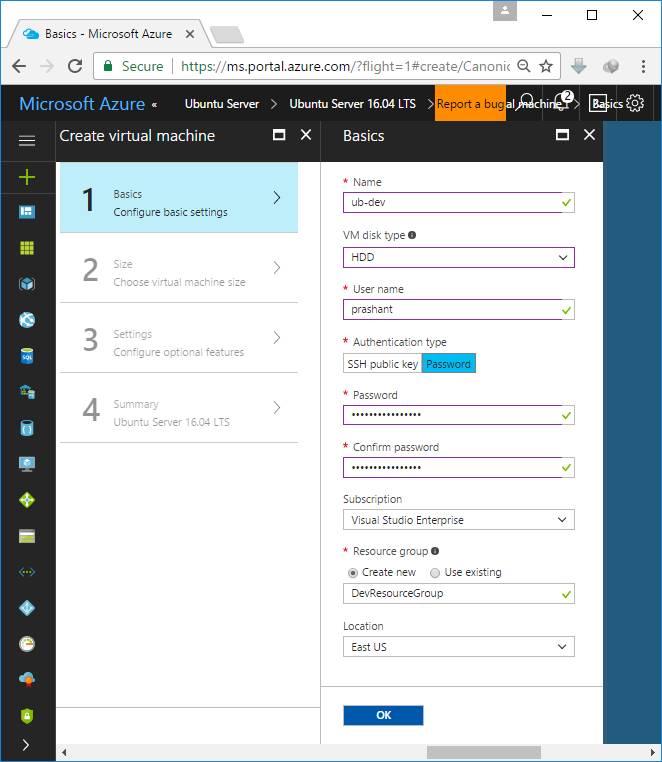 Basics - Microsoft Azure
Secure https://ms.portal.azure.com/?flight=1#create/Canonic
Microsoft Azure « Ubuntu Server Ubuntu Server 16.04 LTS Report a bug al machine 2 Basics
Create virtual machine
1 Basics
Configure basic settings
2 Size
Choose virtual machine size
3 Settings
Configure optional features
4 Summary
Ubuntu Server 16.04 LTS
Basics
* Name
ub-dev
VM disk type
HDD
* User name
prashant
* Authentication type
SSH public key Password
* Password
••••••••••••••••
* Confirm password
••••••••••••••••
Subscription
Visual Studio Enterprise
* Resource group
Create new Use existing
DevResourceGroup
Location
East US
OK
SQL